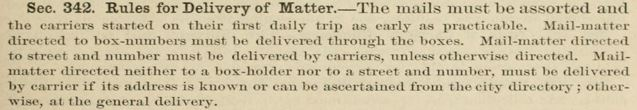 Sec. 342. Rules for Delivery of Matter.—The mails must be assorted and
the carriers started on their first daily trip as early as practicable. Mail-matter
directed to box-numbers must be delivered through the boxes. Mail-matter directed
to street and number must be delivered by carriers, unless otherwise directed. Mail-
matter directed neither to a box-holder nor to a street and number, must be delivered
by carrier if its address is known or can be ascertained from the city directory; other-
wise, at the general delivery.